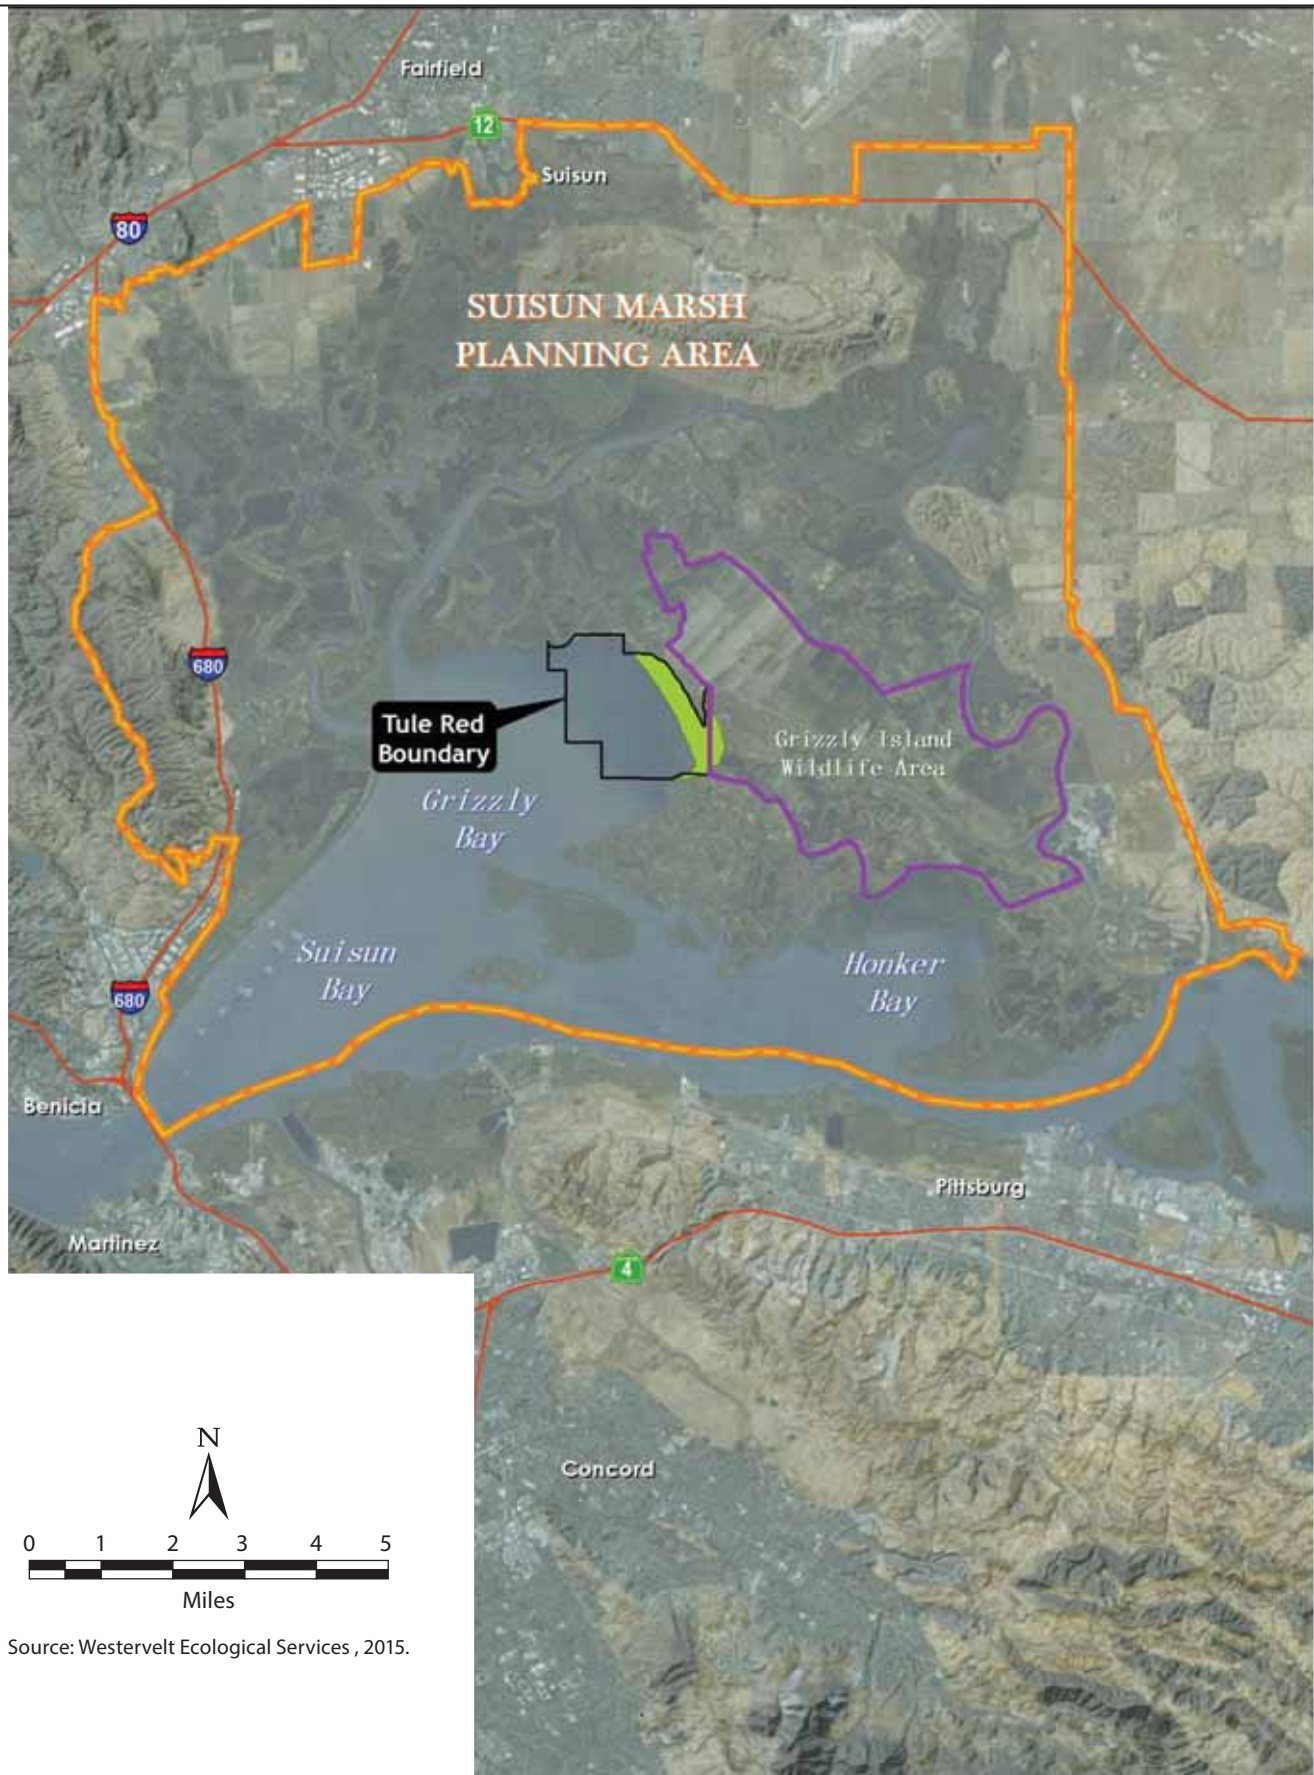 Fairfield
12
Suisun
80
SUISUN MARSH
PLANNING AREA
680
Tule Red
Boundary
Grizzly Island
Wildlife Area
Grizzly
Bay
Suisun
Bay
Honker
Bay
680
Benicia
Pittsburg
Martinez
4
Concord
N
0 1 2 3 4 5
Miles
Source: Westervelt Ecological Services , 2015.